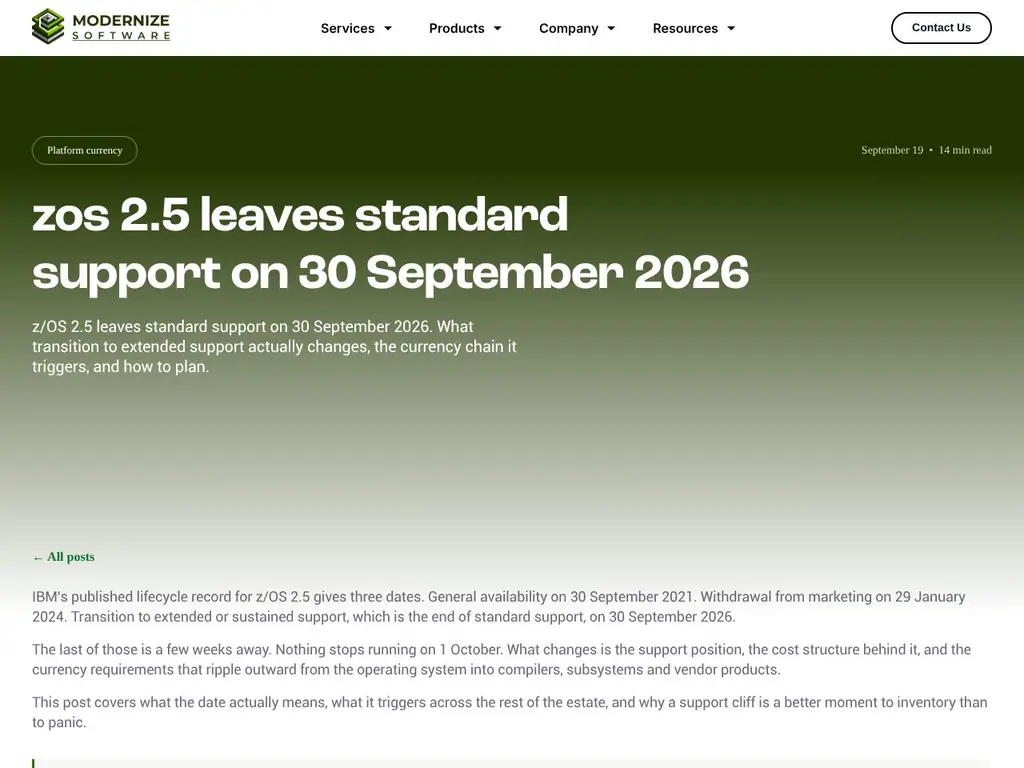 MODERNIZE
SOFTWARE
Services
Products
Company
Resources
Contact Us
Platform currency
September 19 • 14 min read
zos 2.5 leaves standard
support on 30 September 2026
z/OS 2.5 leaves standard support on 30 September 2026. What
transition to extended support actually changes, the currency chain it
triggers, and how to plan.
← All posts
IBM's published lifecycle record for z/OS 2.5 gives three dates. General availability on 30 September 2021. Withdrawal from marketing on 29 January
2024. Transition to extended or sustained support, which is the end of standard support, on 30 September 2026.
The last of those is a few weeks away. Nothing stops running on 1 October. What changes is the support position, the cost structure behind it, and the
currency requirements that ripple outward from the operating system into compilers, subsystems and vendor products.
This post covers what the date actually means, what it triggers across the rest of the estate, and why a support cliff is a better moment to inventory than
to panic.